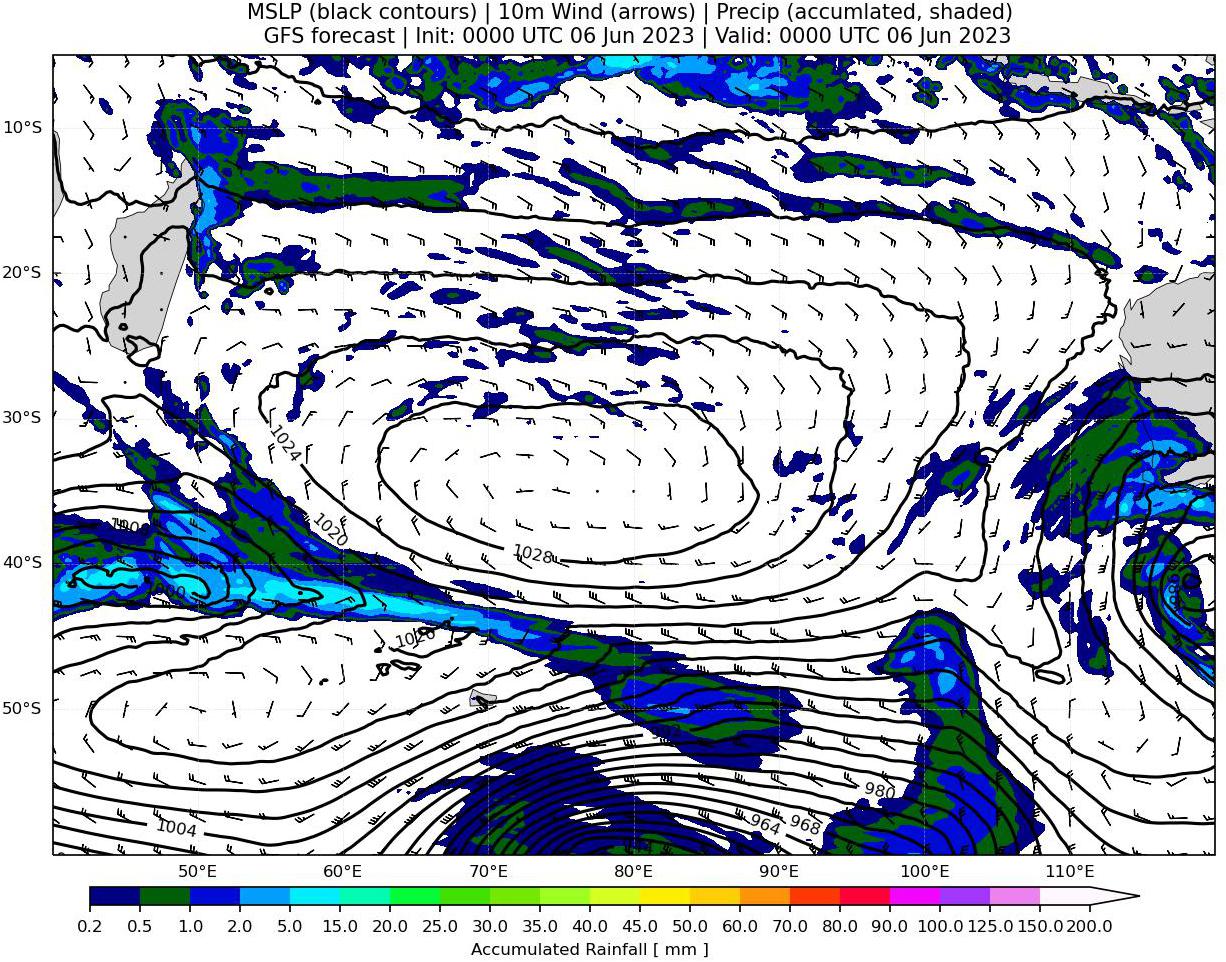 MSLP (black contours) | 10m Wind (arrows) | Precip (accumlated, shaded)
GFS forecast | Init: 0000 UTC 06 Jun 2023 | Valid: 0000 UTC 06 Jun 2023
10°S
20°S
30°S
40°S
50°S
1024
1020
1028
1020
980
964
968
1004
50°E
60°E
70°E
80°E
90°E
100°E
110°E
0.2 0.5 1.0 2.0 5.0 10.0 15.0 20.0 25.0 30.0 35.0 40.0 45.0 50.0 60.0 70.0 80.0 90.0 100.0 125.0 150.0 200.0
Accumulated Rainfall [ mm ]